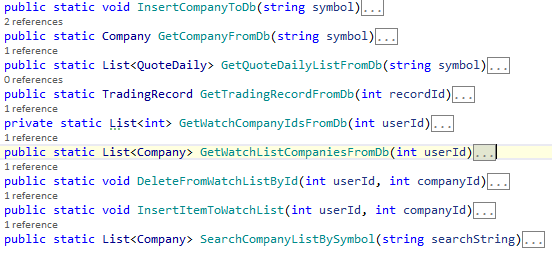 public static void InsertCompanyToDb(string symbol)...
2 references
public static Company GetCompanyFromDb(string symbol)...
1 reference
public static List<QuoteDaily> GetQuoteDailyListFromDb(string symbol)...
0 references
public static TradingRecord GetTradingRecordFromDb(int recordId)...
1 reference
private static List<int> GetWatchCompanyIdsFromDb(int userId)...
1 reference
public static List<Company> GetWatchListCompaniesFromDb(int userId)...
1 reference
public static void DeleteFromWatchListById(int userId, int companyId)...
1 reference
public static void InsertItemToWatchList(int userId, int companyId)...
1 reference
public static List<Company> SearchCompanyListBySymbol(string searchString)...